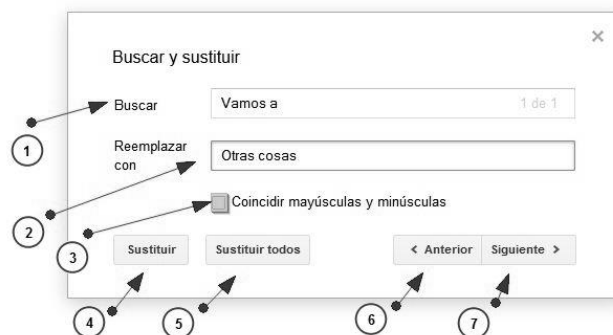 ×
Buscar y sustituir
Buscar
Vamos a
1 de 1
Reemplazar
con
Otras cosas
Coincidir mayúsculas y minúsculas
Sustituir
Sustituir todos
< Anterior
Siguiente >
1
2
3
4
5
6
7